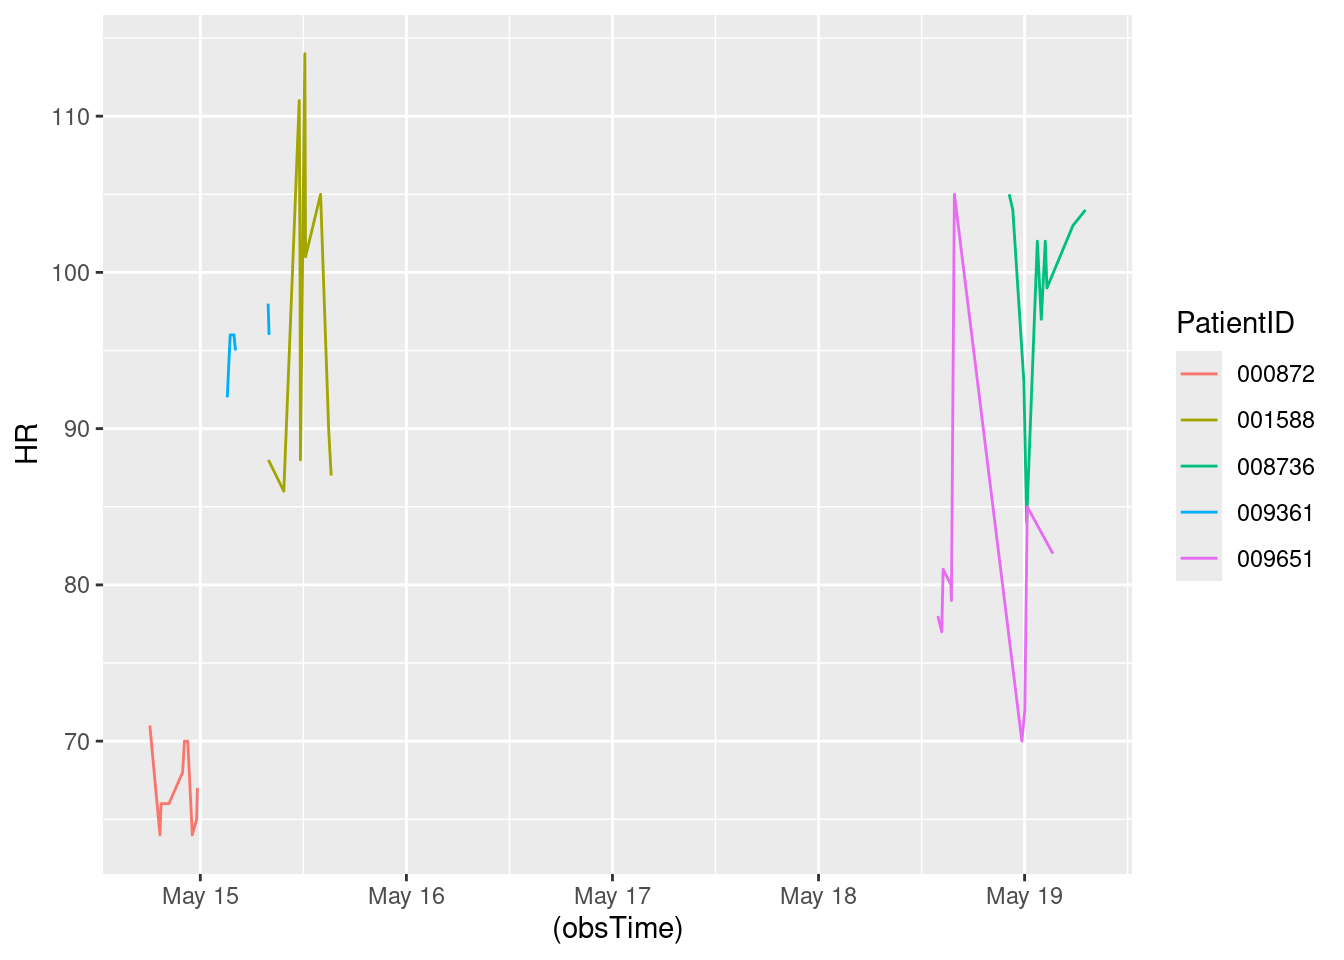 110
100
90
80
70
HR
May 15
May 16
May 17
May 18
May 19
(obsTime)
PatientID
000872
001588
008736
009361
009651